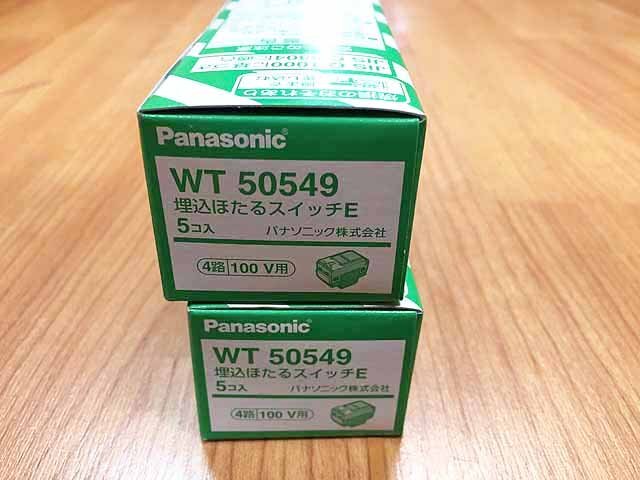 Panasonic
WT 50549
埋込ほたるスイッチE
5コ入 パナソニック株式会社
4路 100 V用
Panasonic
WT 50549
埋込ほたるスイッチE
5コ入 パナソニック株式会社
4路 100 V用